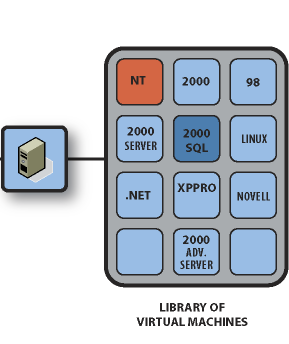 NT
2000
98
2000
SERVER
2000
SQL
LINUX
.NET
XPPRO
NOVELL
2000
ADV.
SERVER
LIBRARY OF
VIRTUAL MACHINES